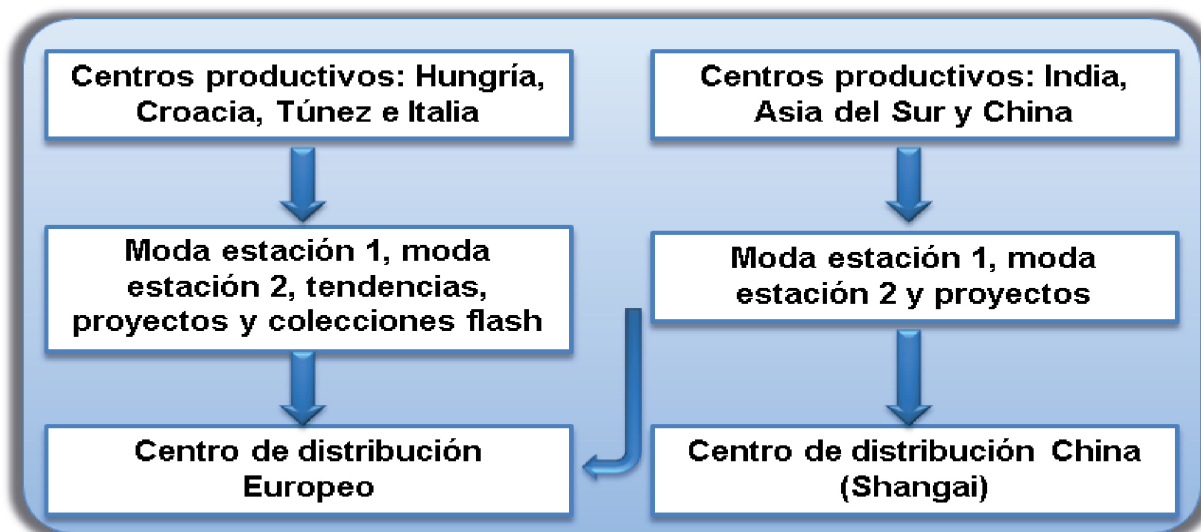 Centros productivos: Hungría,
Croacia, Túnez e Italia
Moda estación 1, moda
estación 2, tendencias,
proyectos y colecciones flash
Centro de distribución
Europeo
Centros productivos: India,
Asia del Sur y China
Moda estación 1, moda
estación 2 y proyectos
Centro de distribución China
(Shangai)